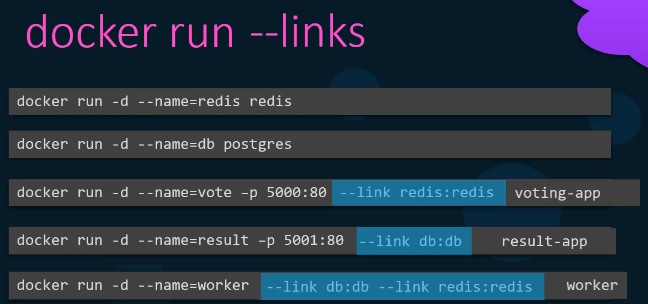 docker run --links
docker run -d --name=redis redis
docker run -d --name=db postgres
docker run -d --name=vote –p 5000:80 --link redis:redis voting-app
docker run -d --name=result –p 5001:80 --link db:db result-app
docker run -d --name=worker --link db:db --link redis:redis worker